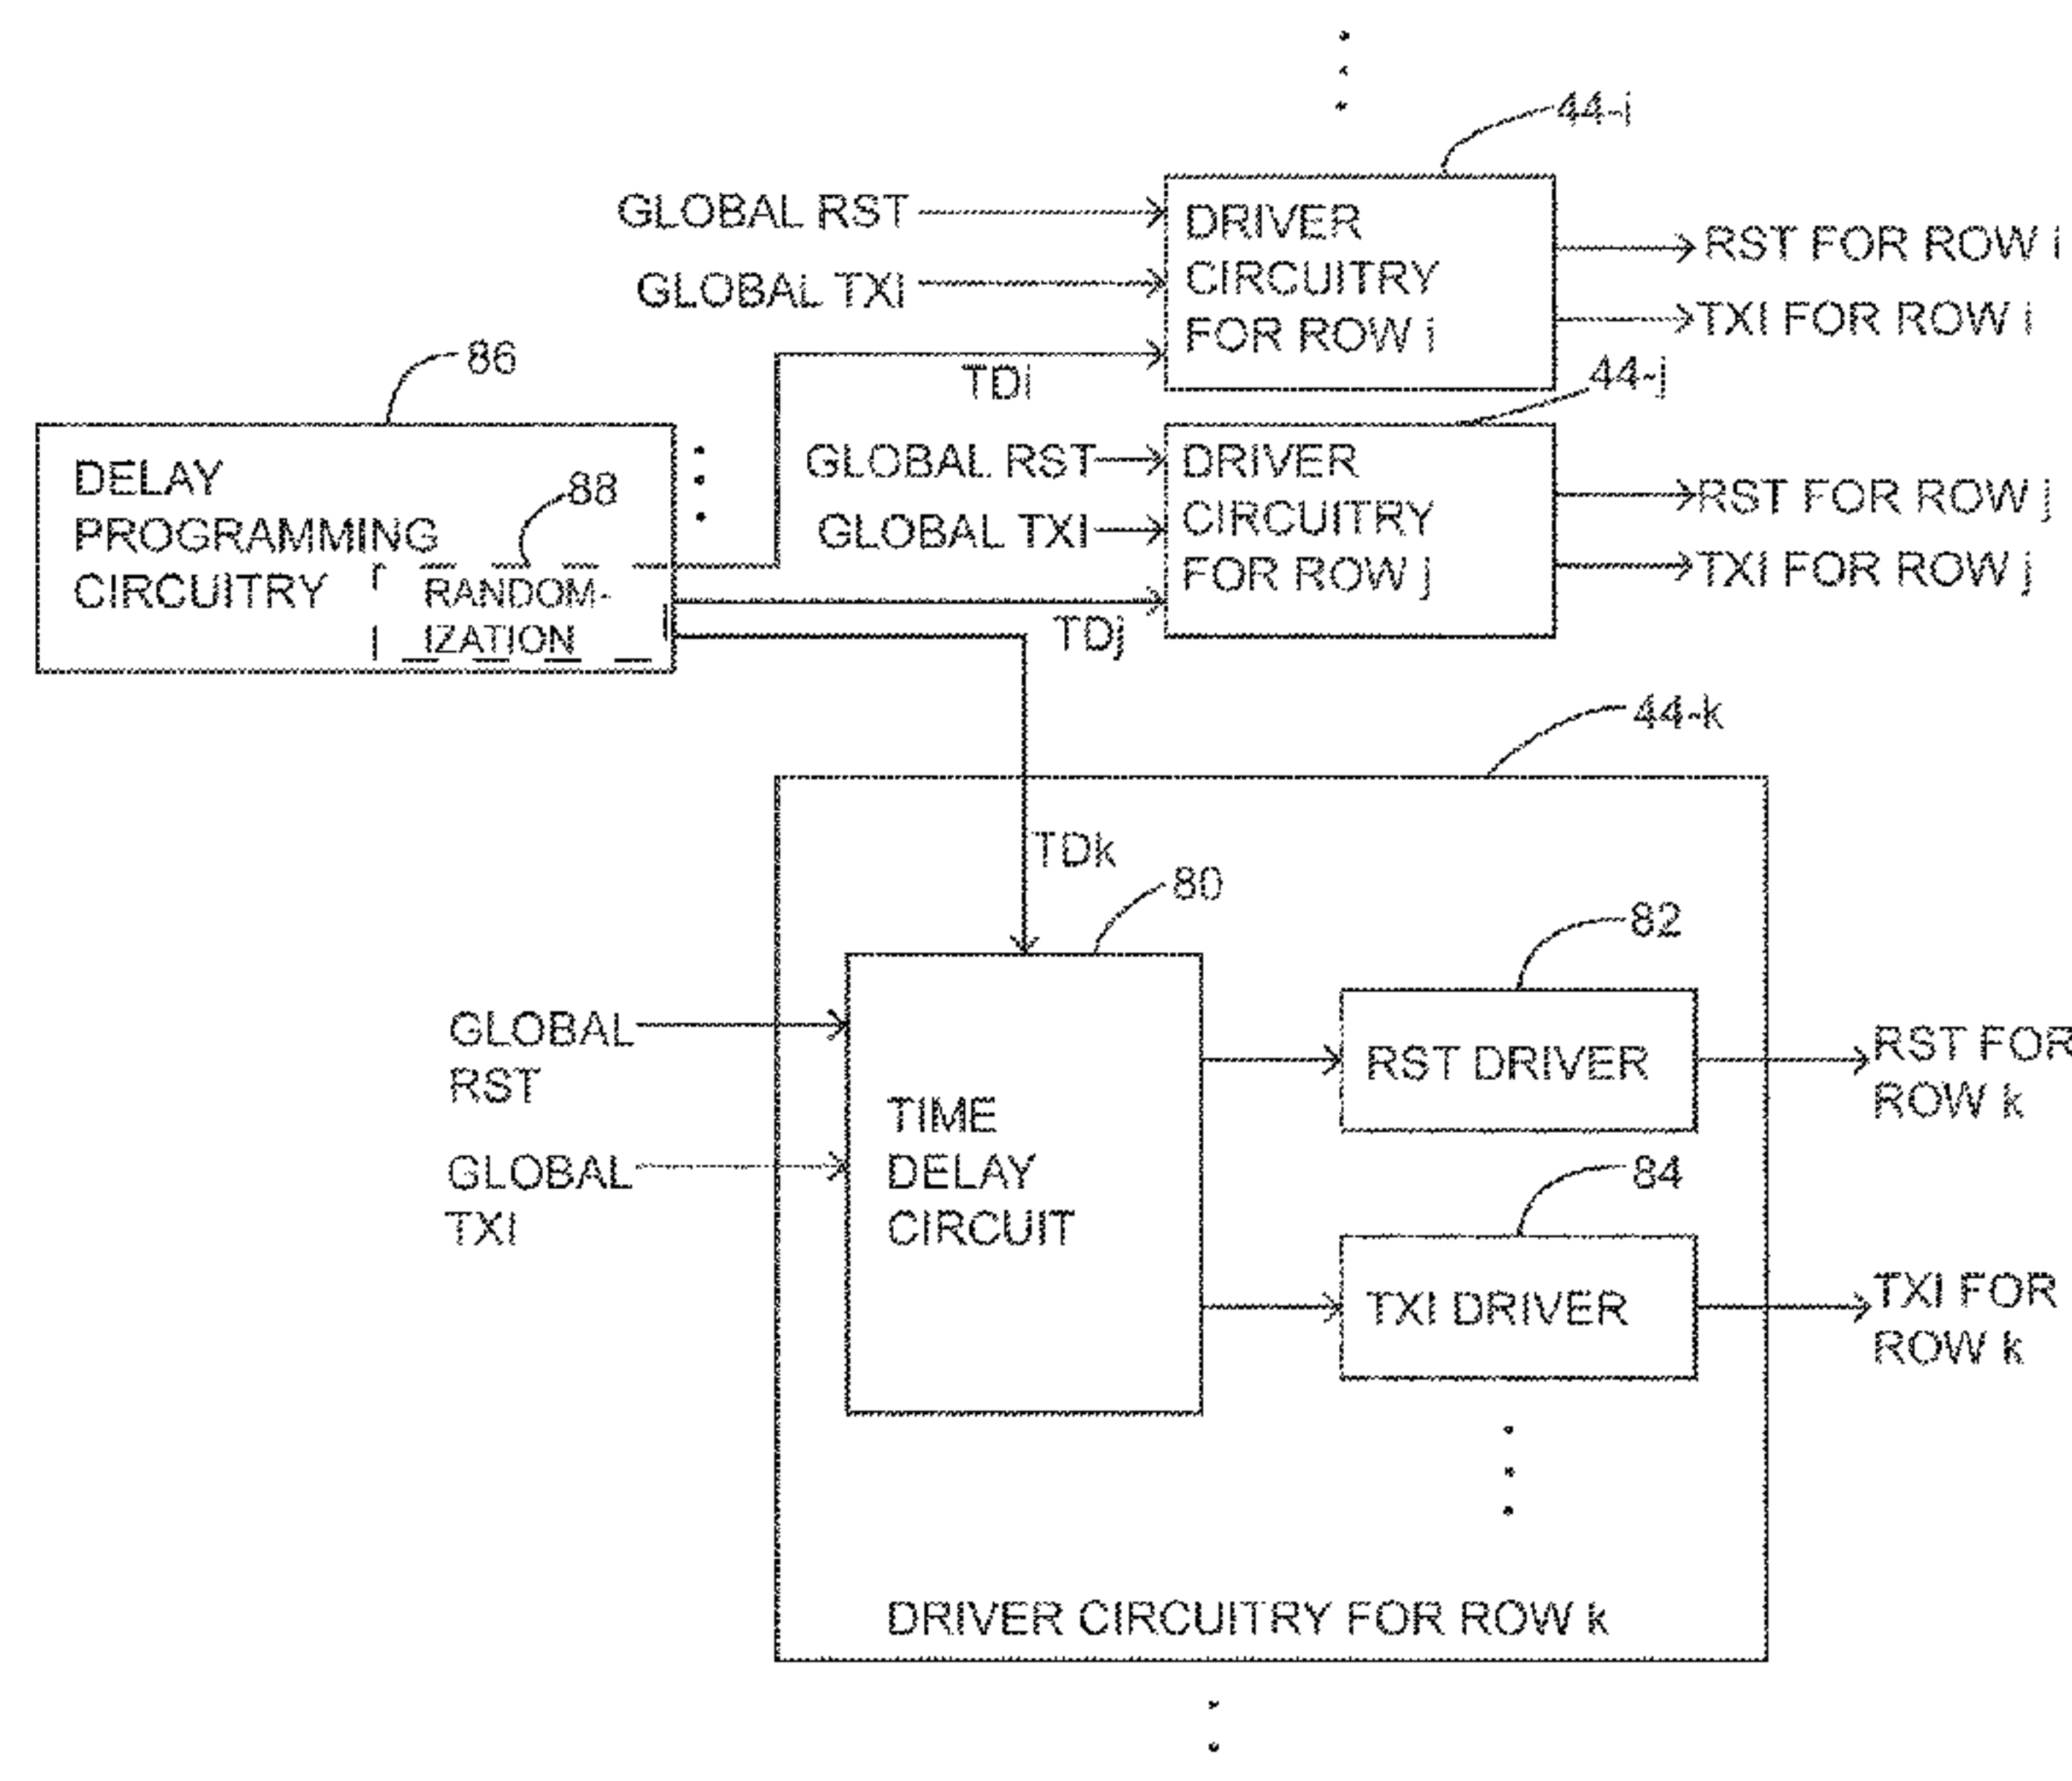 44-i
GLOBAL RST
DRIVER
CIRCUITRY
FOR ROW i
RST FOR ROW i
GLOBAL TXI
TXI FOR ROW i
TDi
86
44-j
DELAY
PROGRAMMING
CIRCUITRY
88
RANDOM-
IZATION
GLOBAL RST
DRIVER
CIRCUITRY
FOR ROW j
GLOBAL TXI
RST FOR ROW j
TXI FOR ROW j
TDj
44-k
TDk
80
82
GLOBAL
RST
RST DRIVER
RST FOR
ROW k
TIME
DELAY
CIRCUIT
GLOBAL
TXI
84
TXI DRIVER
TXI FOR
ROW k
DRIVER CIRCUITRY FOR ROW k